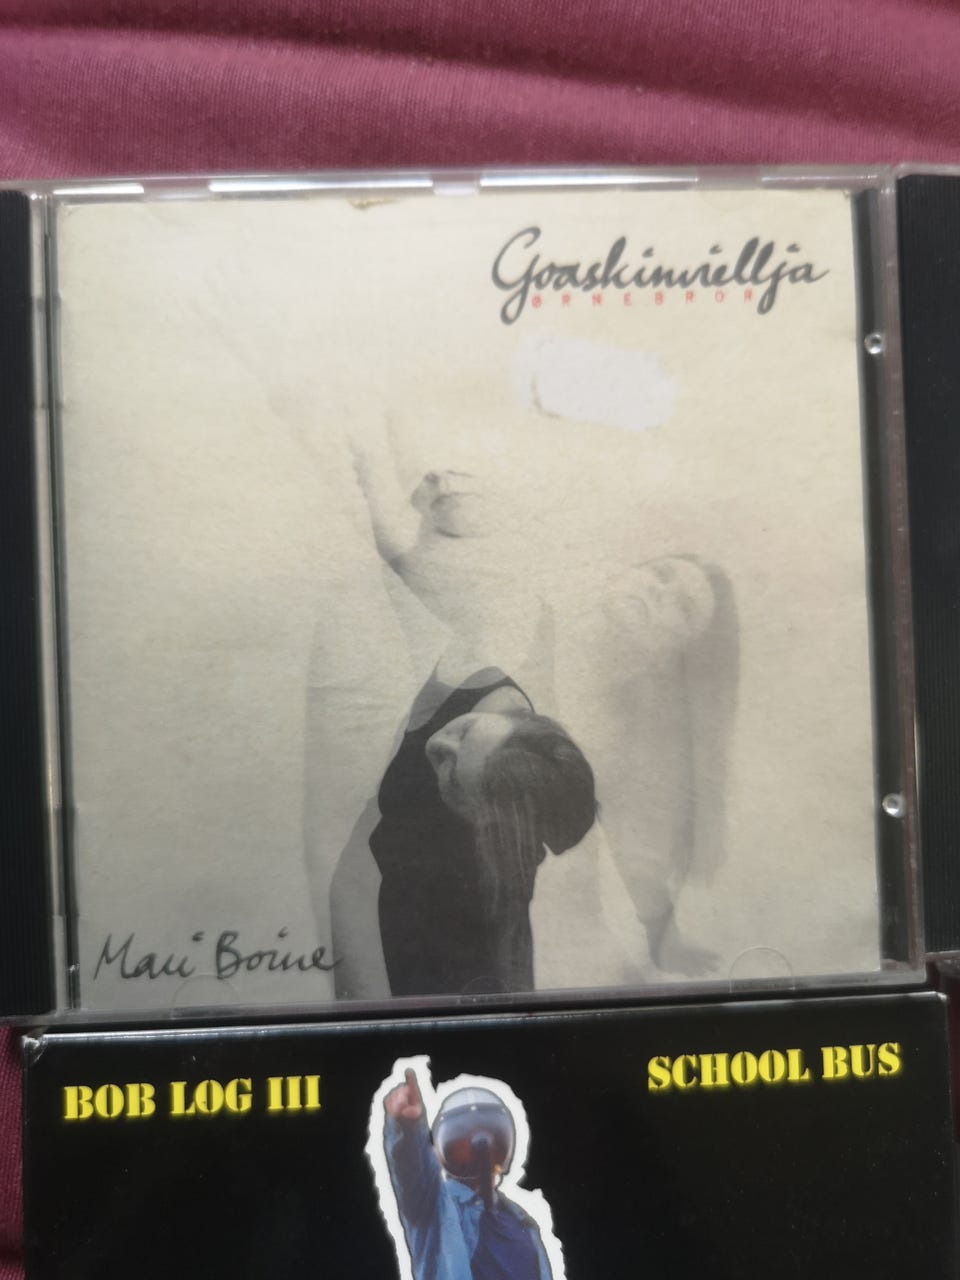 Goaskinviellja
ØRNEBROR
Mari Boine
BOB LOG III
SCHOOL BUS